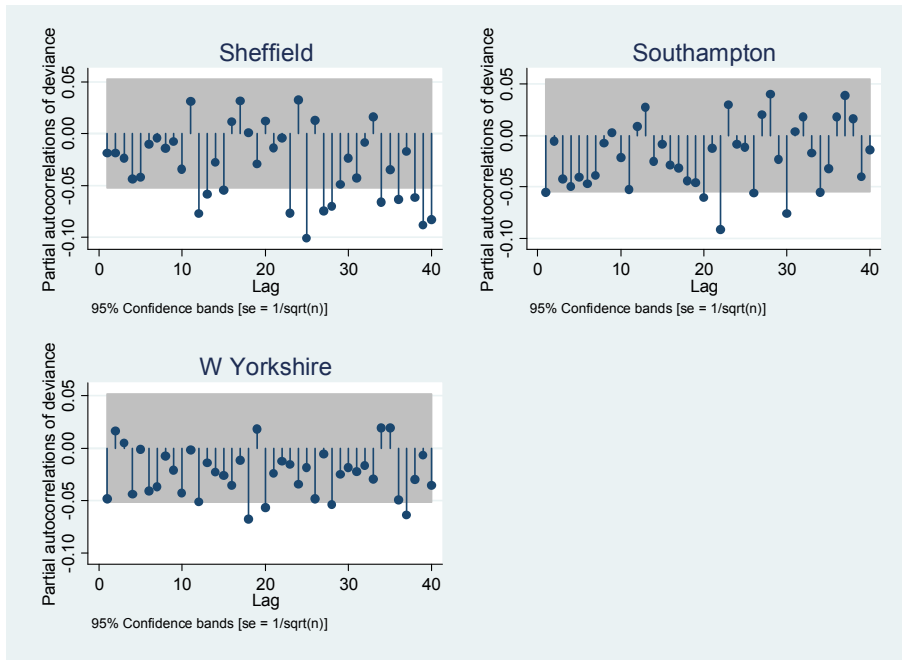 Sheffield
Partial autocorrelations of deviance
0.05
0.00
-0.05
-0.10
0 10 20 30 40
Lag
95% Confidence bands [se = 1/sqrt(n)]
Southampton
Partial autocorrelations of deviance
0.05
0.00
-0.05
-0.10
0 10 20 30 40
Lag
95% Confidence bands [se = 1/sqrt(n)]
W Yorkshire
Partial autocorrelations of deviance
0.05
0.00
-0.05
-0.10
0 10 20 30 40
Lag
95% Confidence bands [se = 1/sqrt(n)]